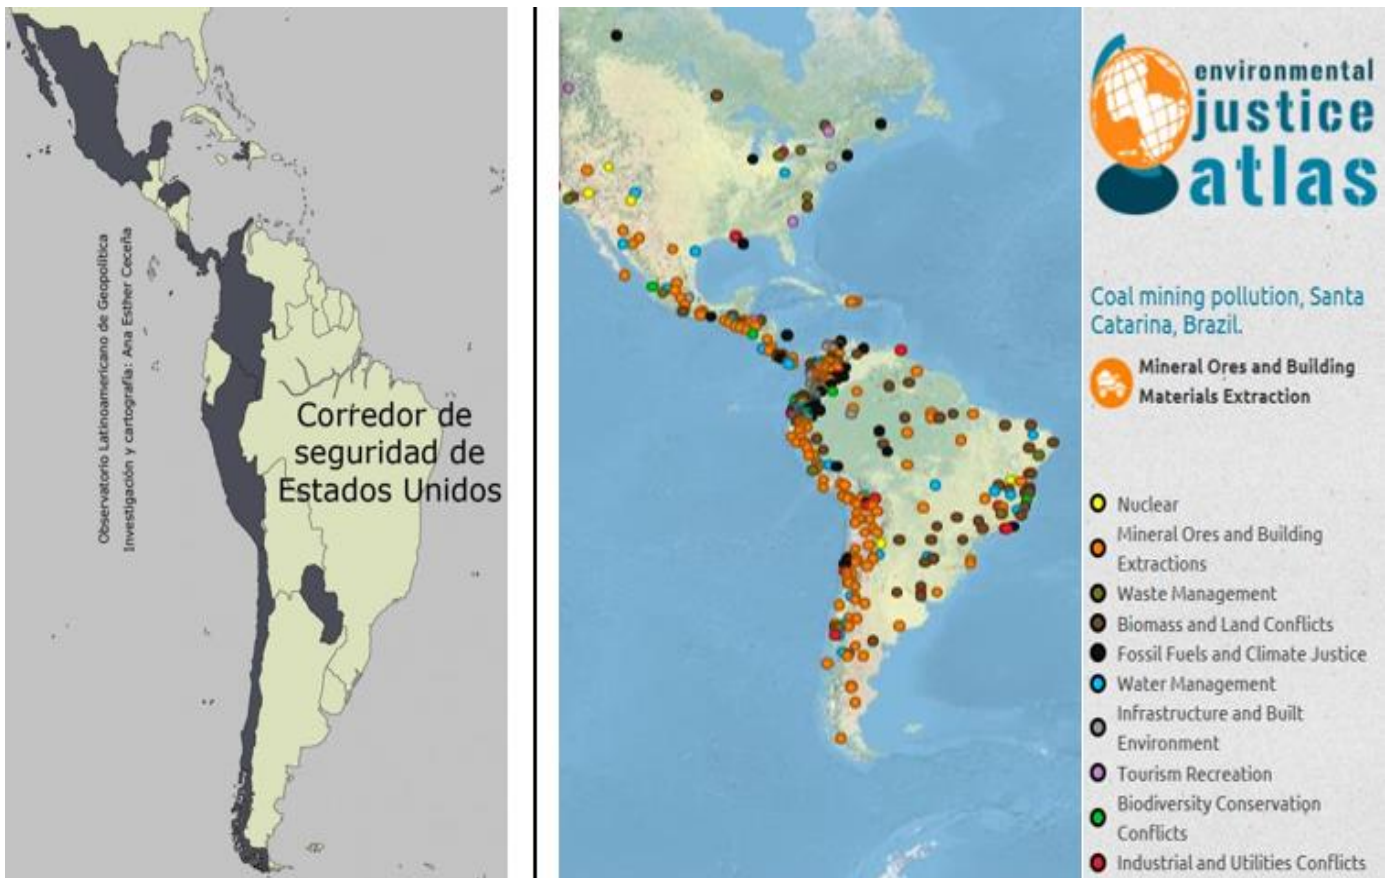 Observatorio Latinoamericano de Geopolítica
Investigación y cartografía: Ana Esther Ceceña
Corredor de
seguridad de
Estados Unidos
environmental
justice
atlas
Coal mining pollution, Santa
Catarina, Brazil.
Mineral Ores and Building
Materials Extraction
Nuclear
Mineral Ores and Building
Extractions
Waste Management
Biomass and Land Conflicts
Fossil Fuels and Climate Justice
Water Management
Infrastructure and Built
Environment
Tourism Recreation
Biodiversity Conservation
Conflicts
Industrial and Utilities Conflicts